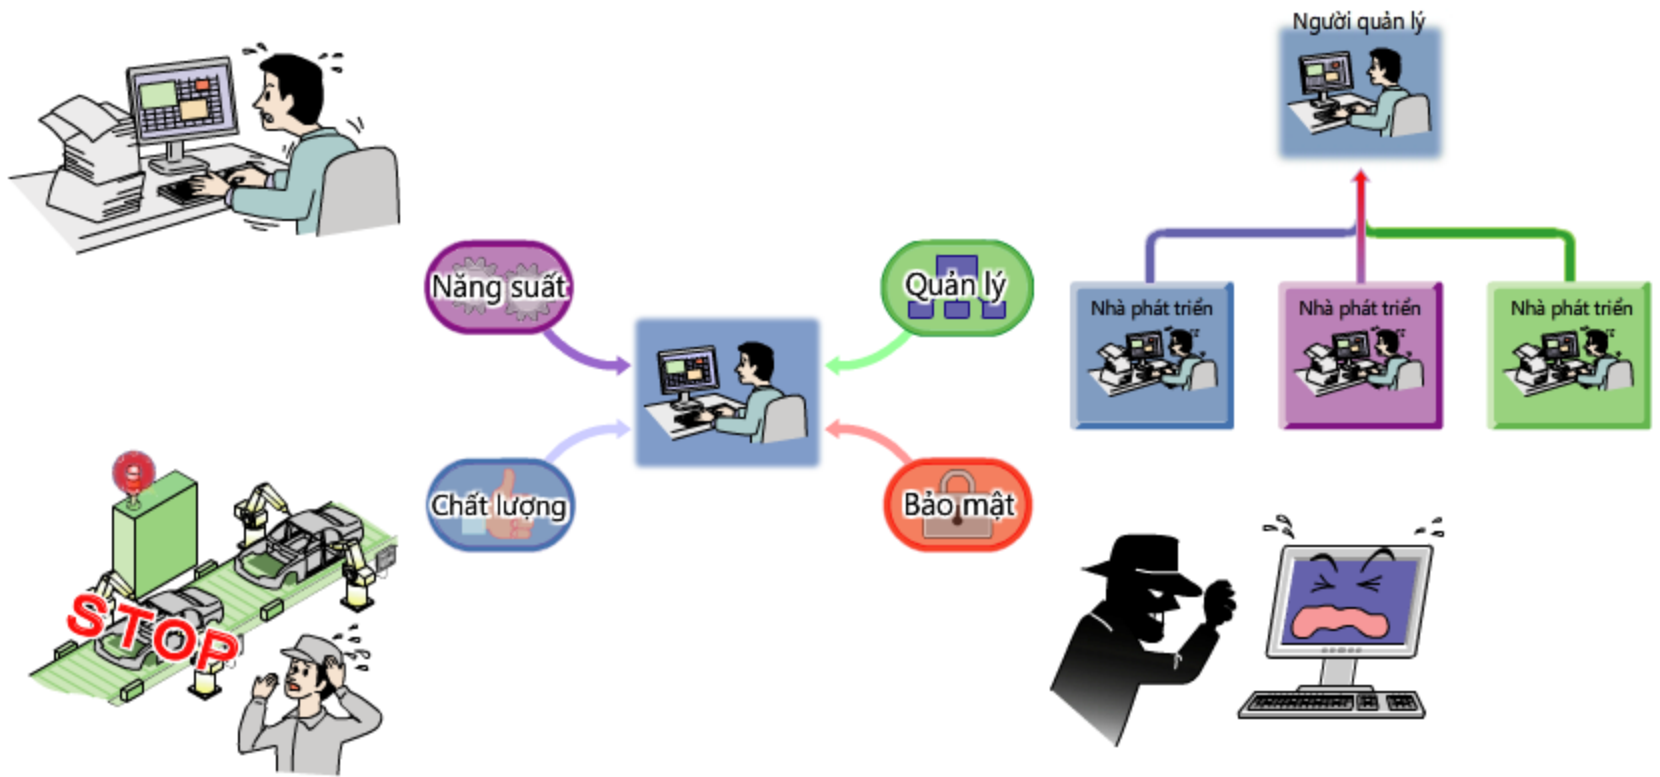 Người quản lý
Năng suất
Quản lý
Nhà phát triển
Nhà phát triển
Nhà phát triển
Chất lượng
Bảo mật
STOP